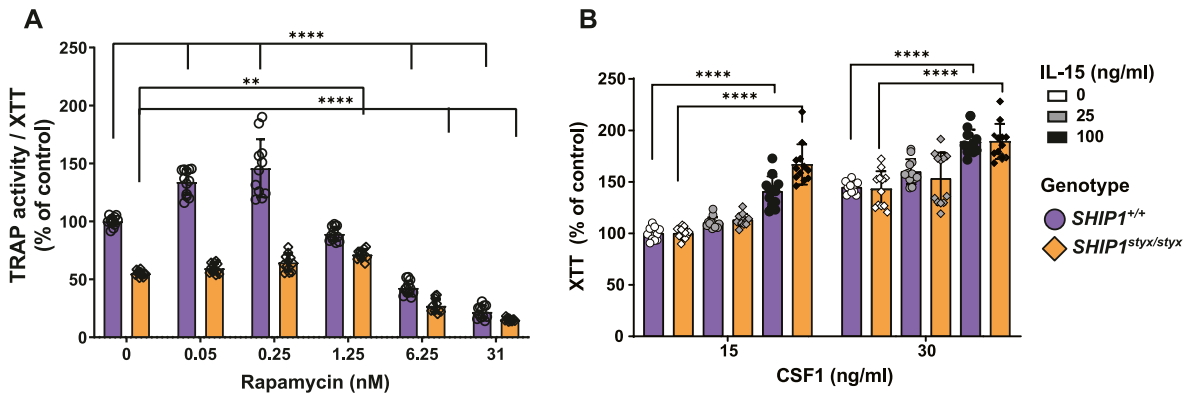 A
****
**
****
TRAP activity / XTT
(% of control)
250
200
150
100
50
0
0
0.05
0.25
1.25
6.25
31
Rapamycin (nM)
B
****
****
****
****
XTT (% of control)
250
200
150
100
50
0
15
30
CSF1 (ng/ml)
IL-15 (ng/ml)
0
25
100
Genotype
SHIP1+/+
SHIP1styx/styx